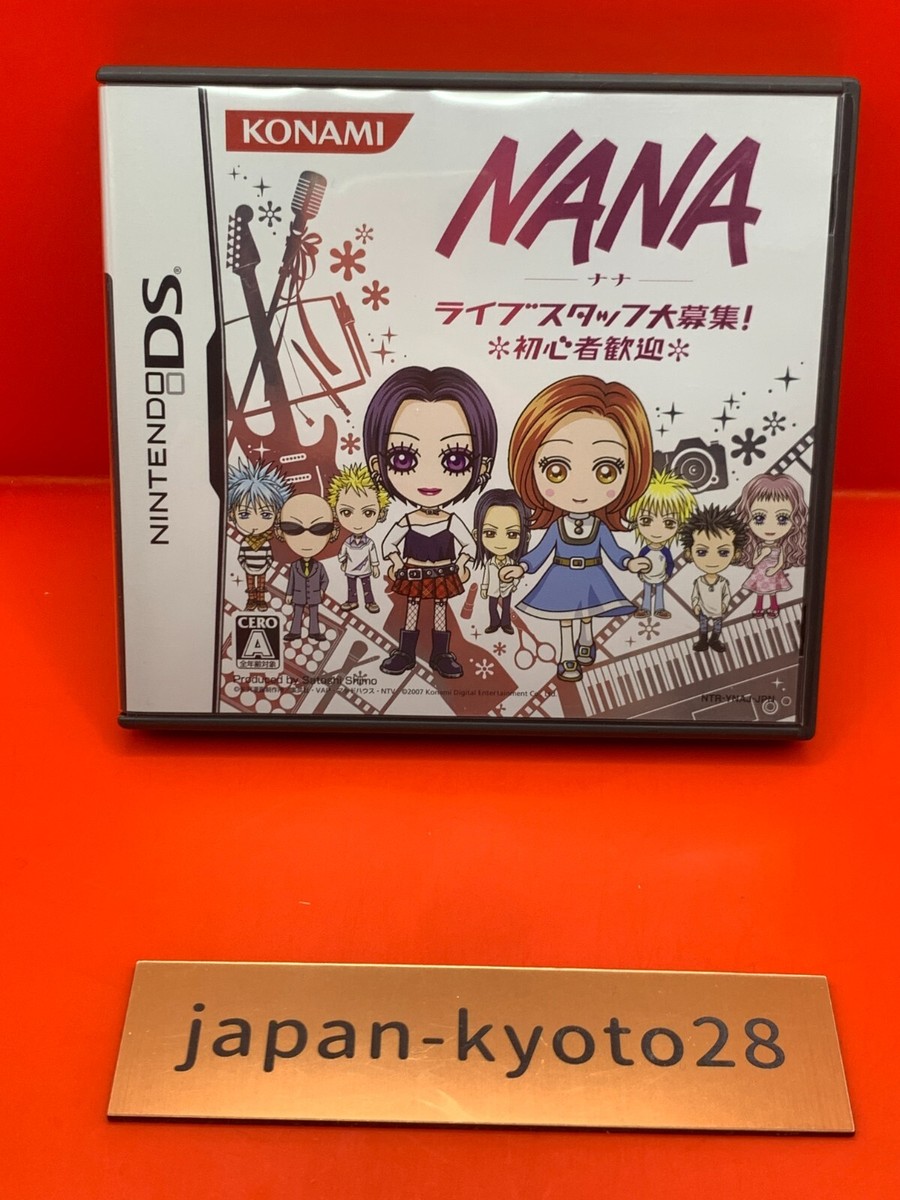 KONAMI
NANA
ナナ
ライブスタッフ大募集!
✻初心者歓迎✻
NINTENDO DS®
CERO
A
全年齢対象
Produced by Satomi Shimo
©2007 Konami Digital Entertainment Co., Ltd.
NTR-YNAJ-JPN
japan-kyoto28